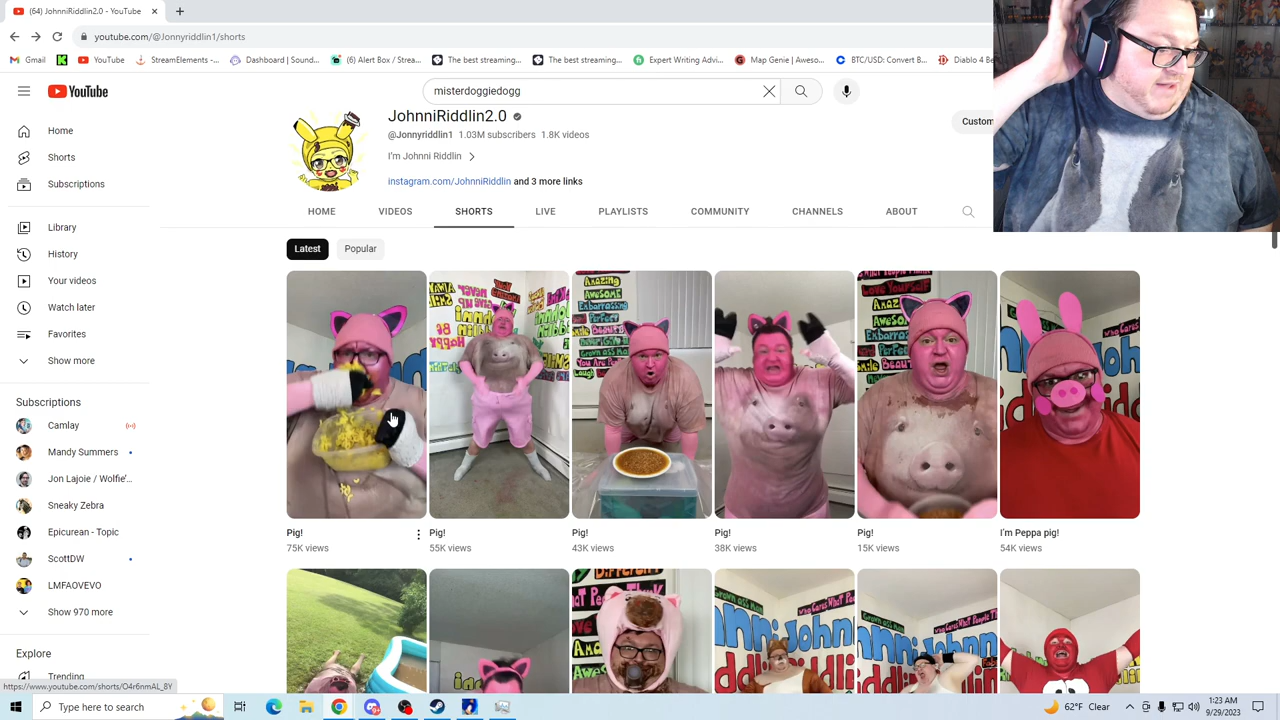 (64) JohnniRiddlin2.0 - YouTube
youtube.com/@Jonnyriddlin1/shorts
Gmail
YouTube
StreamElements -...
Dashboard | Sound...
(6) Alert Box / Strea...
The best streaming...
The best streaming...
Expert Writing Advi...
Map Genie | Aweso...
BTC/USD: Convert B...
Diablo 4 Be
YouTube
misterdoggiedogg
JohnniRiddlin2.0
@Jonnyriddlin1 1.03M subscribers 1.8K videos
I'm Johnni Riddlin
instagram.com/JohnniRiddlin and 3 more links
Custom
HOME
VIDEOS
SHORTS
LIVE
PLAYLISTS
COMMUNITY
CHANNELS
ABOUT
Latest
Popular
Home
Shorts
Subscriptions
Library
History
Your videos
Watch later
Favorites
Show more
Subscriptions
Camlay
Mandy Summers
Jon Lajoie / Wolfie'...
Sneaky Zebra
Epicurean - Topic
ScottDW
LMFAOVEVO
Show 970 more
Explore
Trending
Pig!
75K views
Pig!
55K views
Pig!
43K views
Pig!
38K views
Pig!
15K views
I'm Peppa pig!
54K views
https://www.youtube.com/shorts/O4r6nmAL_8Y
Type here to search
62°F Clear
1:23 AM
9/29/2023